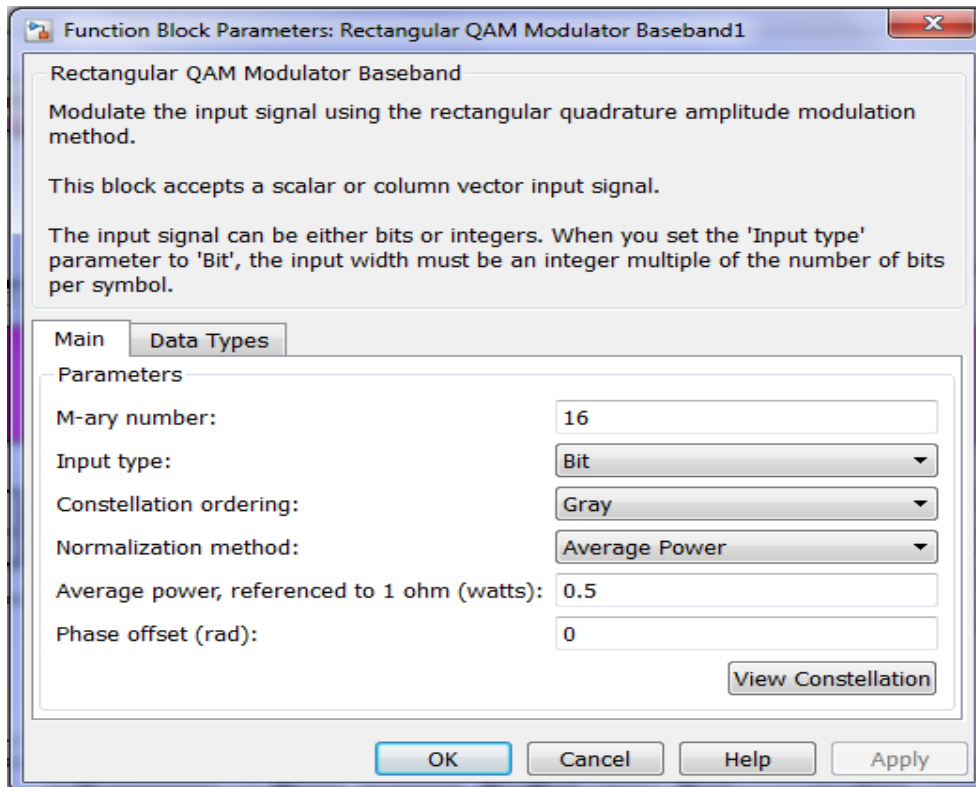 Function Block Parameters: Rectangular QAM Modulator Baseband1
Rectangular QAM Modulator Baseband
Modulate the input signal using the rectangular quadrature amplitude modulation
method.
This block accepts a scalar or column vector input signal.
The input signal can be either bits or integers. When you set the 'Input type'
parameter to 'Bit', the input width must be an integer multiple of the number of bits
per symbol.
Main Data Types
Parameters
M-ary number: 16
Input type: Bit
Constellation ordering: Gray
Normalization method: Average Power
Average power, referenced to 1 ohm (watts): 0.5
Phase offset (rad): 0
View Constellation
OK Cancel Help Apply